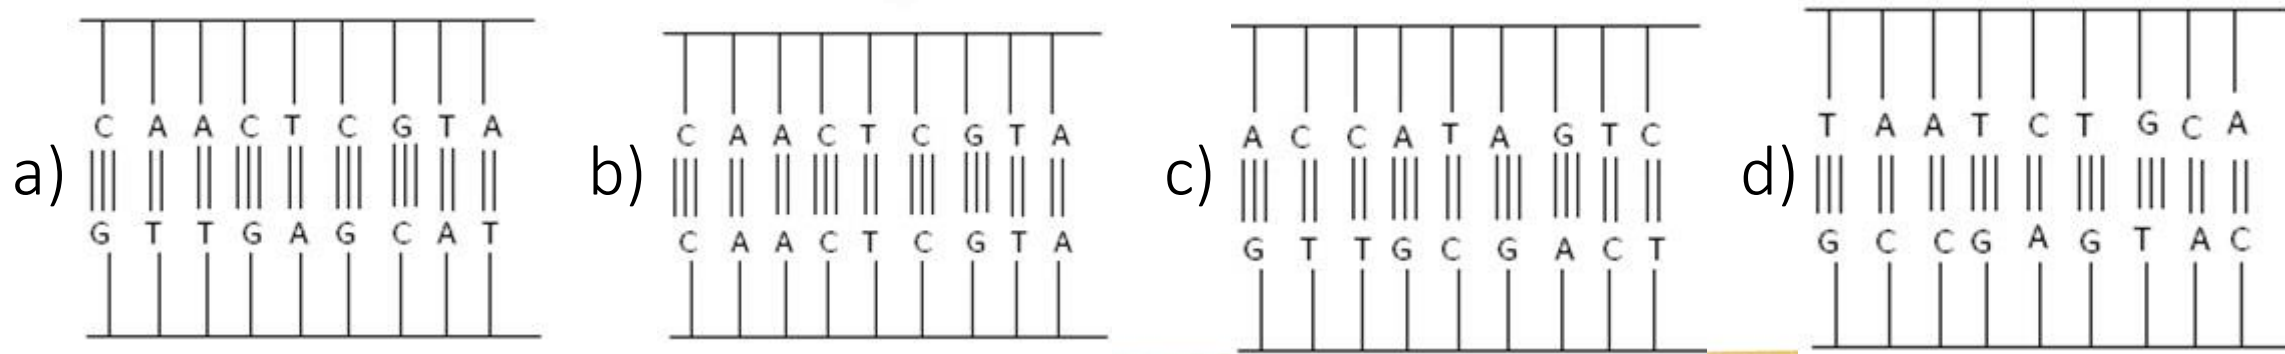 a)
C A A C T C G T A
G T T G A G C A T
b)
C A A C T C G T A
C A A C T C G T A
c)
A C C A T A G T C
G T T G C G A C T
d)
T A A T C T G C A
G C C G A G T A C